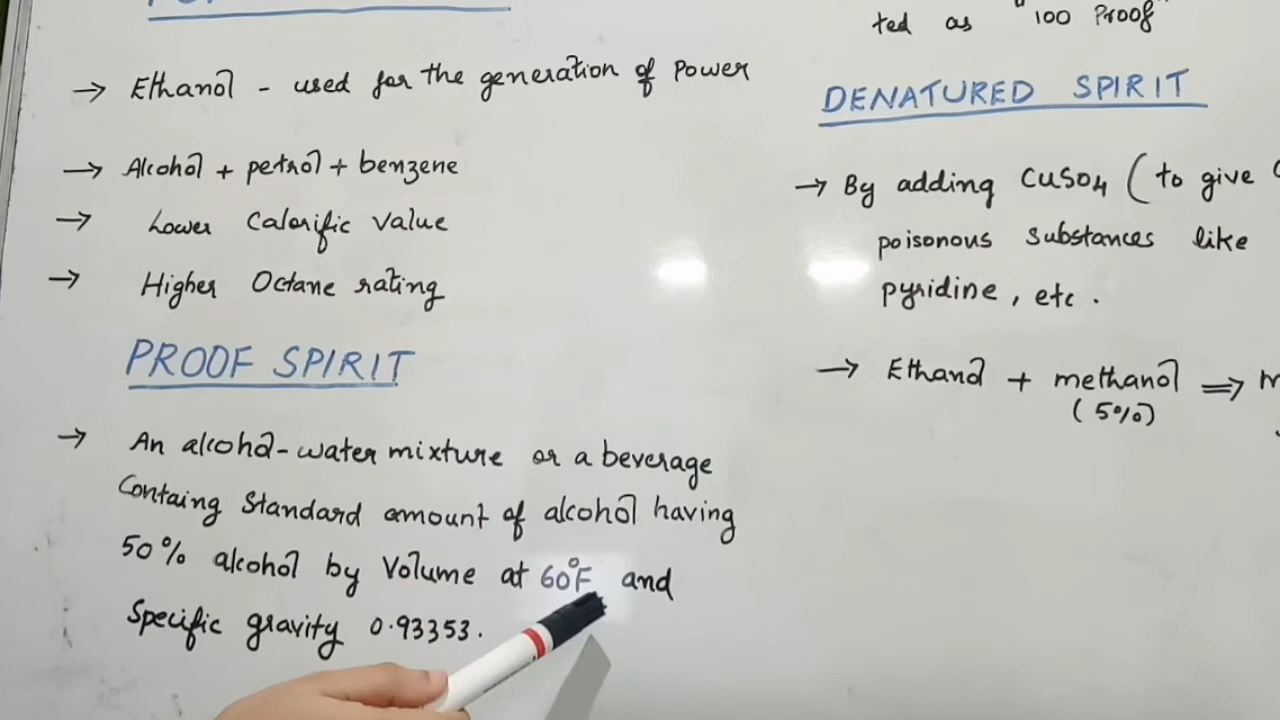 → Ethanol - used for the generation of Power
→ Alcohol + petrol + benzene
→ Lower Calorific Value
→ Higher Octane rating
PROOF SPIRIT
→ An alcohol-water mixture or a beverage
Containg Standard amount of alcohol having
50% alcohol by Volume at 60°F and
Specific gravity 0.93353.
ted as "100 Proof"
DENATURED SPIRIT
→ By adding CuSO4 (to give
poisonous substances like
pyridine, etc.
→ Ethanol + methanol ⇒
(5%)